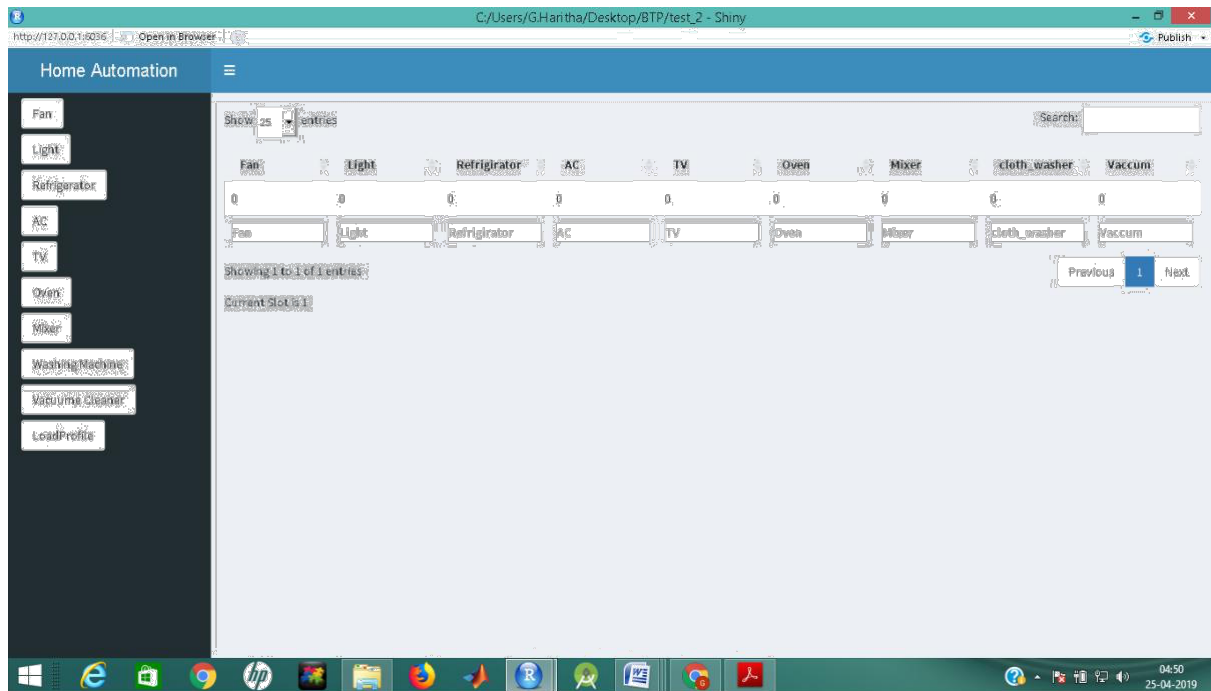 C:/Users/G.Haritha/Desktop/BTP/test_2 - Shiny
http://127.0.0.1:6036 Open in Browser Publish
Home Automation
Fan
Light
Refrigerator
AC
TV
Oven
Mixer
Washing Machine
Vacuume Cleaner
LoadProfile
Show 25 entries Search:
Fan Light Refrigirator AC TV Oven Mixer cloth_washer Vaccum
0 0 0 0 0 0 0 0 0
Fan Light Refrigirator AC TV Oven Mixer cloth_washer Vaccum
Showing 1 to 1 of 1 entries Previous 1 Next
Current Slot is 1
04:50
25-04-2019